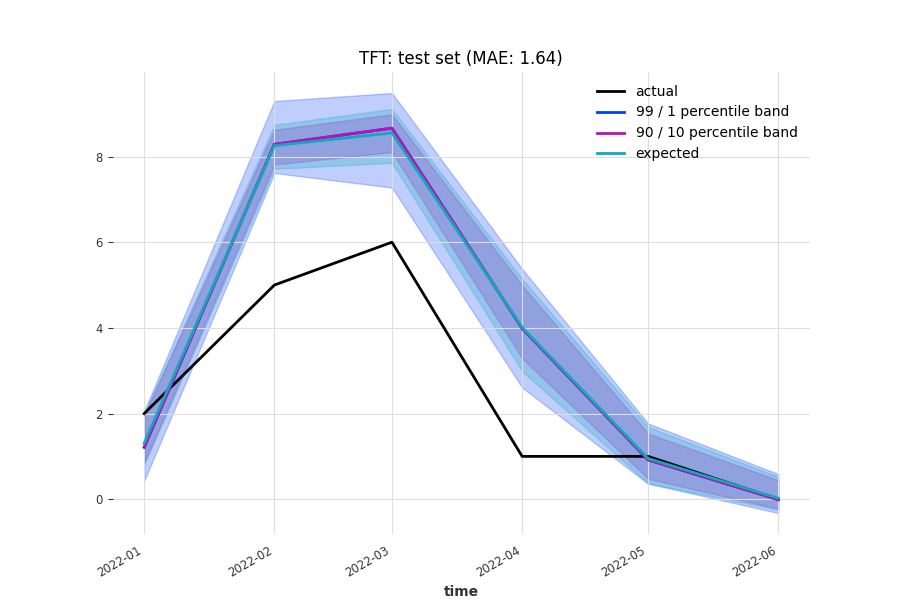 TFT: test set (MAE: 1.64)
actual
99 / 1 percentile band
90 / 10 percentile band
expected
8
6
4
2
0
2022-01
2022-02
2022-03
2022-04
2022-05
2022-06
time